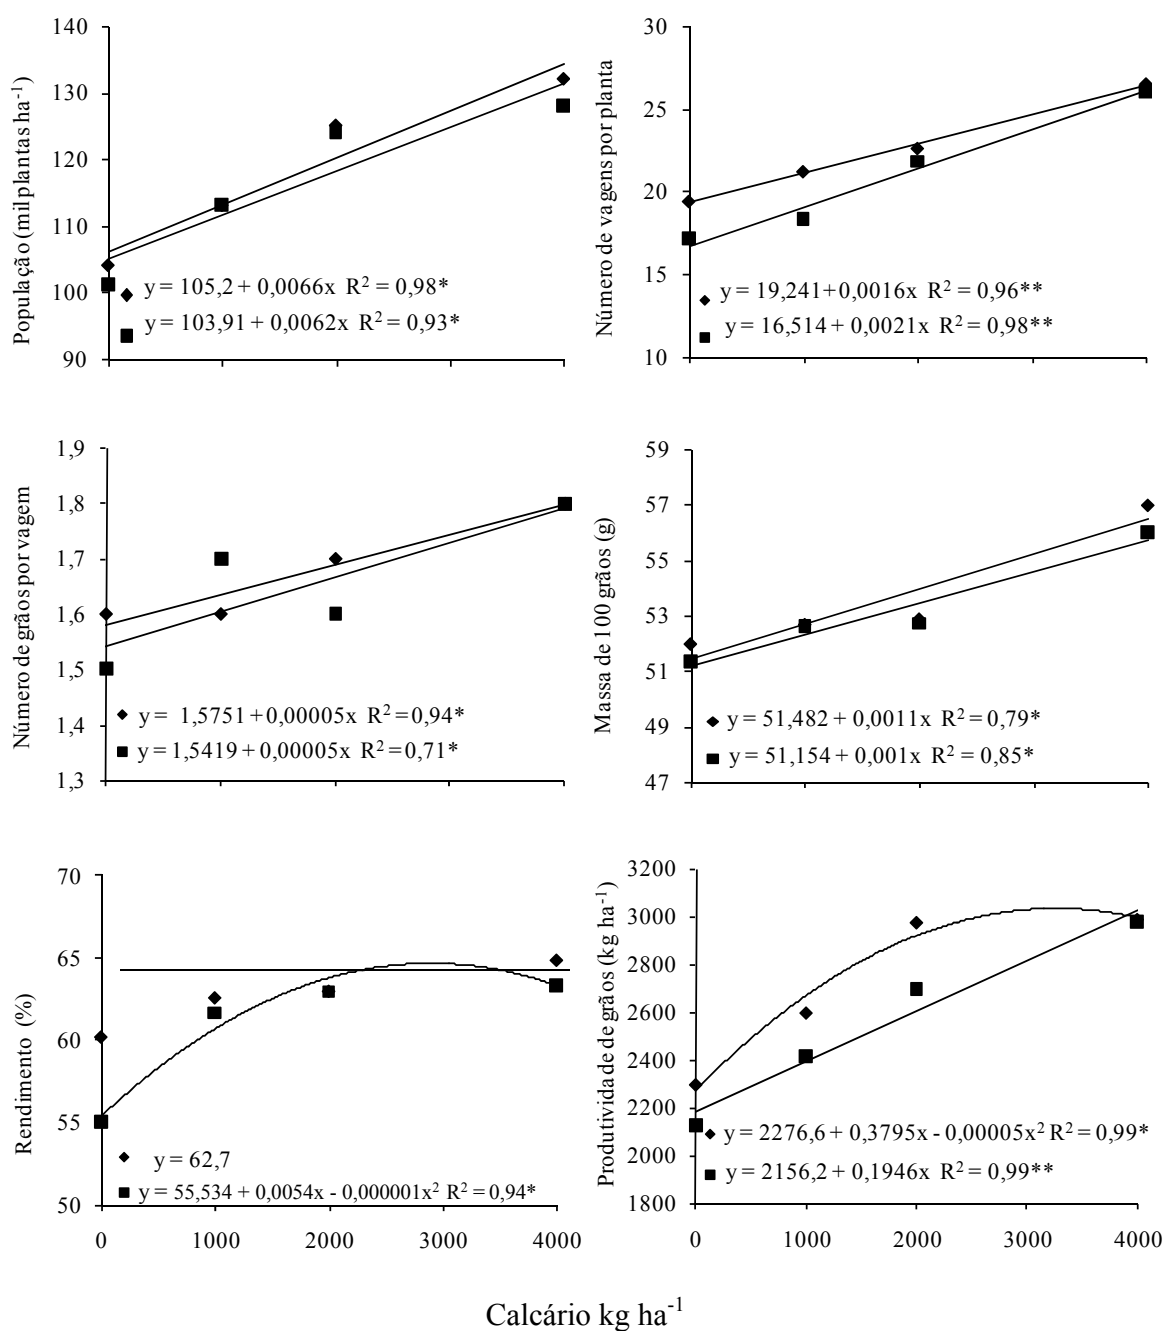 População (mil plantas ha-1)
140
130
120
110
100
90
y = 105,2 + 0,0066x R2 = 0,98*
y = 103,91 + 0,0062x R2 = 0,93*
Número de vagens por planta
30
25
20
15
10
y = 19,241+0,0016x R2 = 0,96**
y = 16,514 + 0,0021x R2 = 0,98**
Número de grãos por vagem
1,9
1,8
1,7
1,6
1,5
1,4
1,3
y = 1,5751 + 0,00005x R2 = 0,94*
y = 1,5419 + 0,00005x R2 = 0,71*
Massa de 100 grãos (g)
59
57
55
53
51
49
47
y = 51,482 + 0,0011x R2 = 0,79*
y = 51,154 + 0,001x R2 = 0,85*
Rendimento (%)
70
65
60
55
50
y = 62,7
y = 55,534 + 0,0054x - 0,000001x2 R2 = 0,94*
0 1000 2000 3000 4000
Produtividade de grãos (kg ha-1)
3200
3000
2800
2600
2400
2200
2000
1800
y = 2276,6 + 0,3795x - 0,00005x2 R2 = 0,99*
y = 2156,2 + 0,1946x R2 = 0,99**
0 1000 2000 3000 4000
Calcário kg ha-1